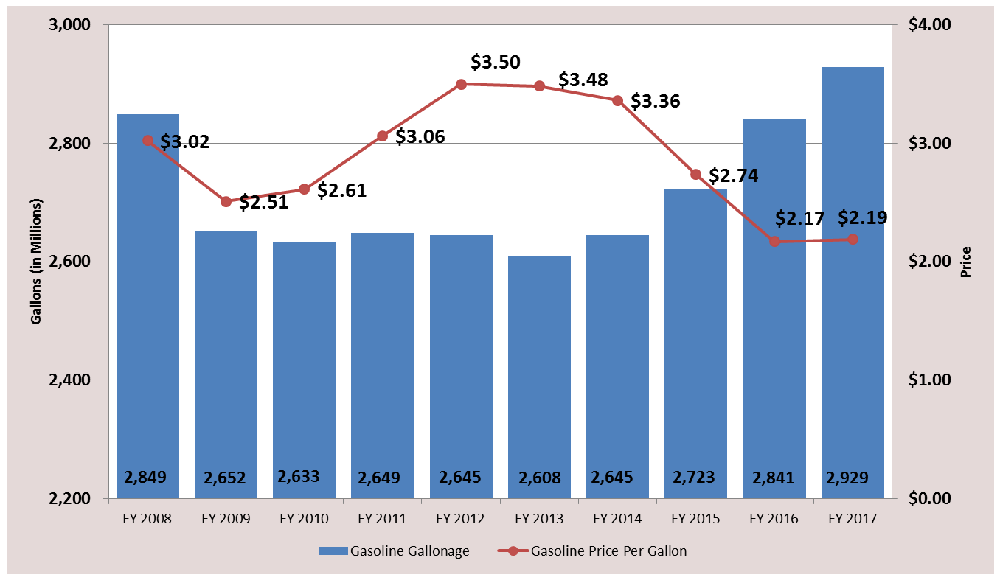 3,000
2,800
2,600
2,400
2,200
Gallons (in Millions)
$3.02
$2.51
$2.61
$3.06
$3.50
$3.48
$3.36
$2.74
$2.17
$2.19
2,849
2,652
2,633
2,649
2,645
2,608
2,645
2,723
2,841
2,929
$4.00
$3.00
$2.00
$1.00
$0.00
Price
FY 2008
FY 2009
FY 2010
FY 2011
FY 2012
FY 2013
FY 2014
FY 2015
FY 2016
FY 2017
Gasoline Gallonage
Gasoline Price Per Gallon